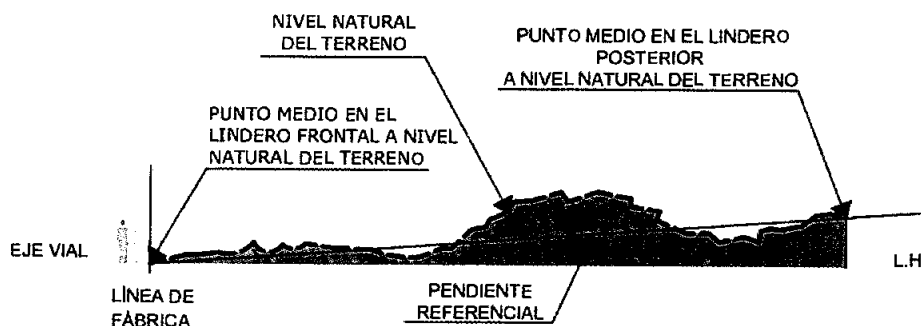 NIVEL NATURAL
DEL TERRENO
PUNTO MEDIO EN EL LINDERO
POSTERIOR
A NIVEL NATURAL DEL TERRENO
PUNTO MEDIO EN EL
LINDERO FRONTAL A NIVEL
NATURAL DEL TERRENO
EJE VIAL
L.H
LÍNEA DE
FÁBRICA
PENDIENTE
REFERENCIAL